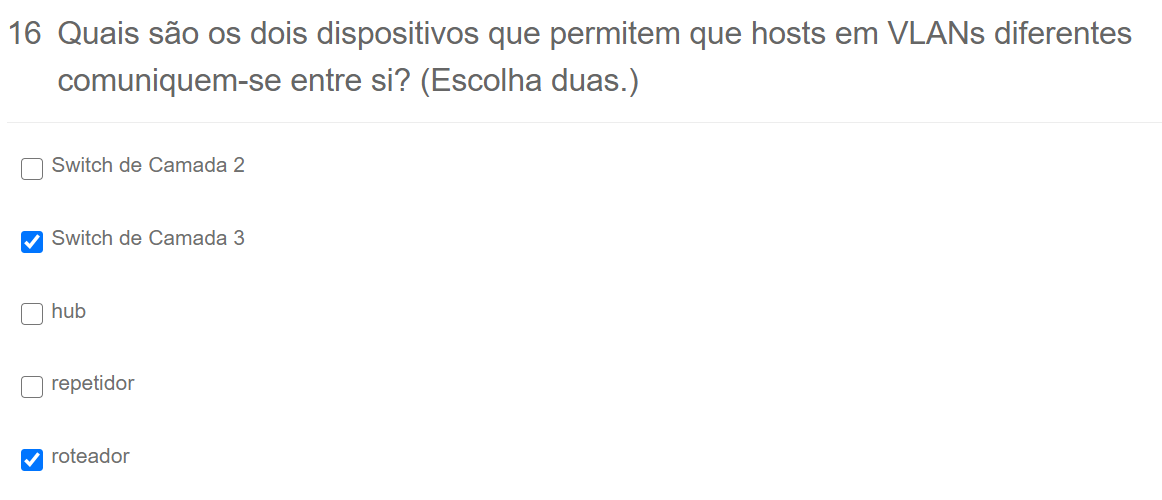 16 Quais são os dois dispositivos que permitem que hosts em VLANs diferentes
comuniquem-se entre si? (Escolha duas.)
Switch de Camada 2
Switch de Camada 3
hub
repetidor
roteador